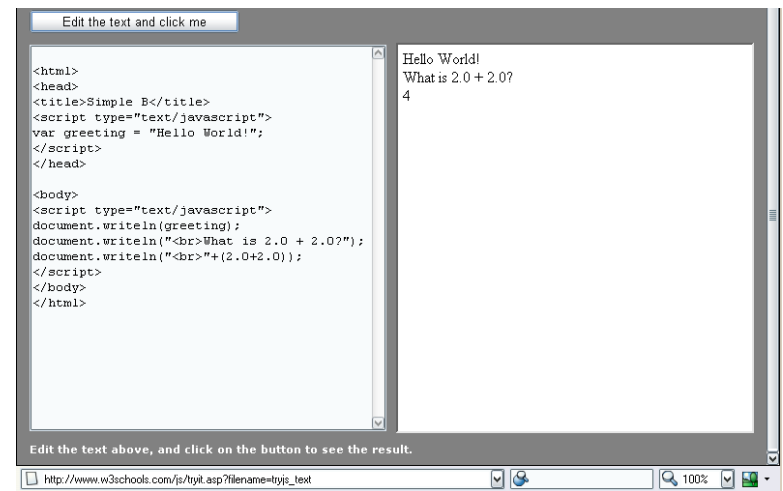 Edit the text and click me
<html>
<head>
<title>Simple B</title>
<script type="text/javascript">
var greeting = "Hello World!";
</script>
</head>
<body>
<script type="text/javascript">
document.writeln(greeting);
document.writeln("<br>What is 2.0 + 2.0?");
document.writeln("<br>"+(2.0+2.0));
</script>
</body>
</html>
Hello World!
What is 2.0 + 2.0?
4
Edit the text above, and click on the button to see the result.
http://www.w3schools.com/js/tryit.asp?filename=tryjs_text
100%